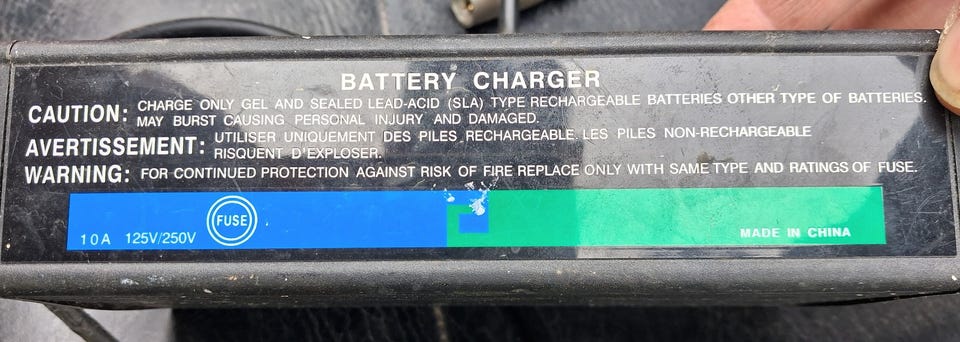 BATTERY CHARGER
CAUTION: CHARGE ONLY GEL AND SEALED LEAD-ACID (SLA) TYPE RECHARGEABLE BATTERIES OTHER TYPE OF BATTERIES.
MAY BURST CAUSING PERSONAL INJURY AND DAMAGED.
AVERTISSEMENT: UTILISER UNIQUEMENT DES PILES RECHARGEABLE. LES PILES NON-RECHARGEABLE
RISQUENT D'EXPLOSER.
WARNING: FOR CONTINUED PROTECTION AGAINST RISK OF FIRE REPLACE ONLY WITH SAME TYPE AND RATINGS OF FUSE.
10A 125V/250V FUSE MADE IN CHINA